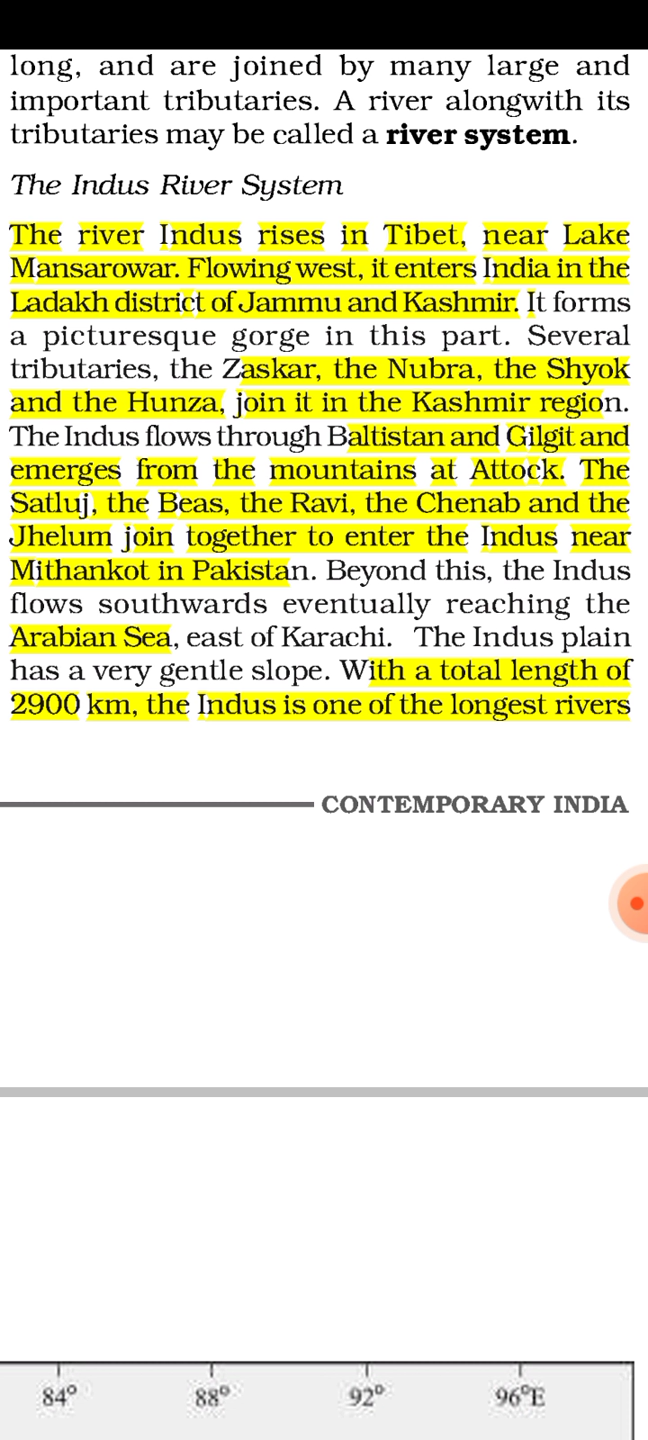 long, and are joined by many large and
important tributaries. A river alongwith its
tributaries may be called a river system.
The Indus River System
The river Indus rises in Tibet, near Lake
Mansarowar. Flowing west, it enters India in the
Ladakh district of Jammu and Kashmir. It forms
a picturesque gorge in this part. Several
tributaries, the Zaskar, the Nubra, the Shyok
and the Hunza, join it in the Kashmir region.
The Indus flows through Baltistan and Gilgit and
emerges from the mountains at Attock. The
Satluj, the Beas, the Ravi, the Chenab and the
Jhelum join together to enter the Indus near
Mithankot in Pakistan. Beyond this, the Indus
flows southwards eventually reaching the
Arabian Sea, east of Karachi. The Indus plain
has a very gentle slope. With a total length of
2900 km, the Indus is one of the longest rivers
CONTEMPORARY INDIA
84° 88° 92° 96°E